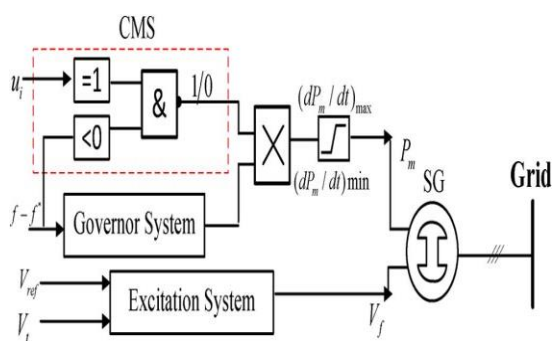 CMS
u_i
=1
&
1/0
<0
(dP_m / dt)_max
P_m
(dP_m / dt)min
SG
Grid
f-f*
Governor System
V_ref
Excitation System
V_t
V_f